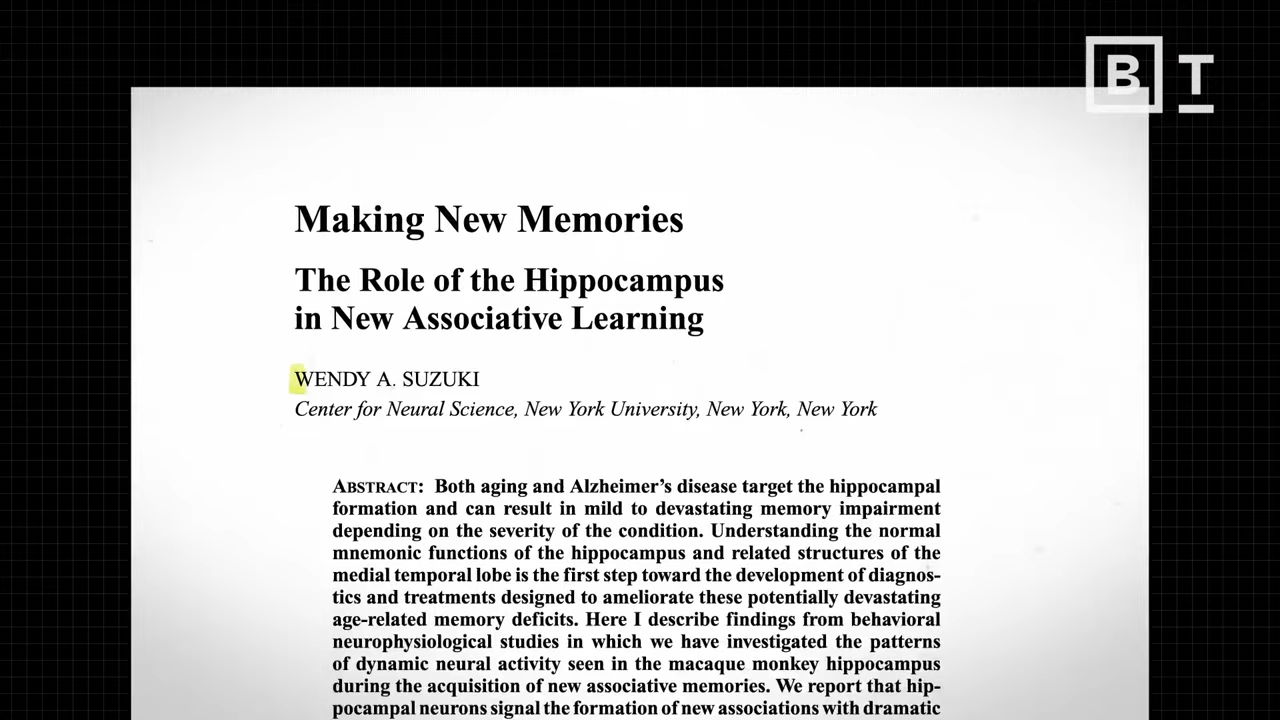 B T
Making New Memories
The Role of the Hippocampus
in New Associative Learning
WENDY A. SUZUKI
Center for Neural Science, New York University, New York, New York
ABSTRACT: Both aging and Alzheimer's disease target the hippocampal
formation and can result in mild to devastating memory impairment
depending on the severity of the condition. Understanding the normal
mnemonic functions of the hippocampus and related structures of the
medial temporal lobe is the first step toward the development of diagnos-
tics and treatments designed to ameliorate these potentially devastating
age-related memory deficits. Here I describe findings from behavioral
neurophysiological studies in which we have investigated the patterns
of dynamic neural activity seen in the macaque monkey hippocampus
during the acquisition of new associative memories. We report that hip-
pocampal neurons signal the formation of new associations with dramatic